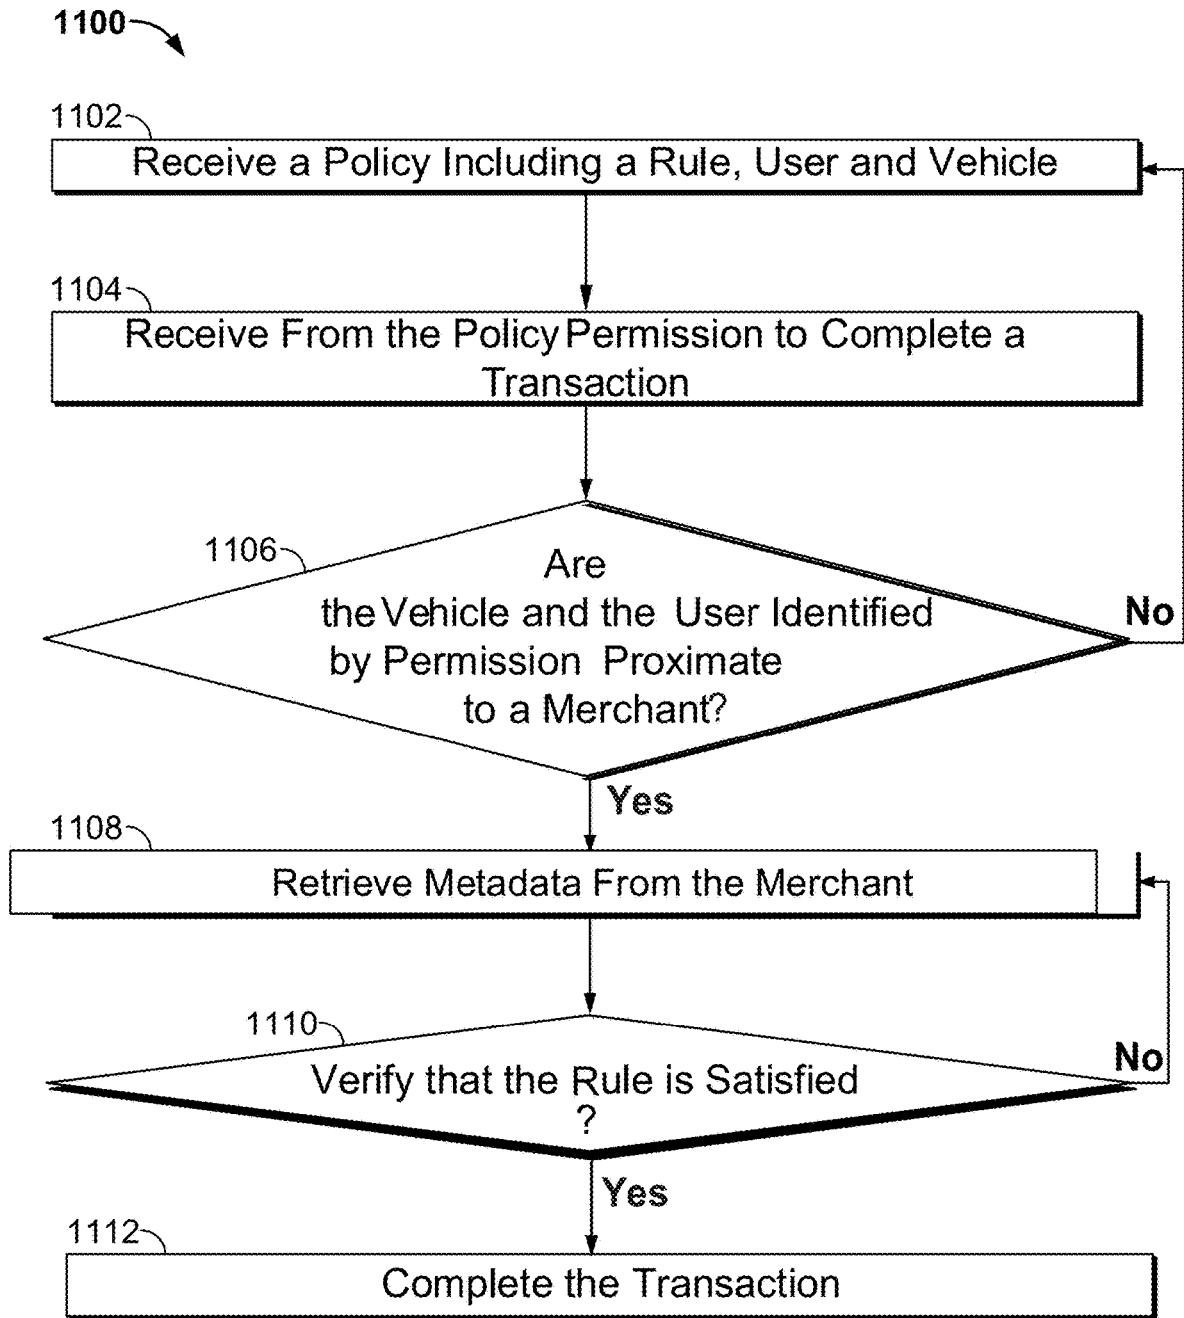 1100
1102
Receive a Policy Including a Rule, User and Vehicle
1104
Receive From the Policy Permission to Complete a
Transaction
1106
Are
the Vehicle and the User Identified
by Permission Proximate
to a Merchant?
No
Yes
1108
Retrieve Metadata From the Merchant
1110
Verify that the Rule is Satisfied
?
No
Yes
1112
Complete the Transaction